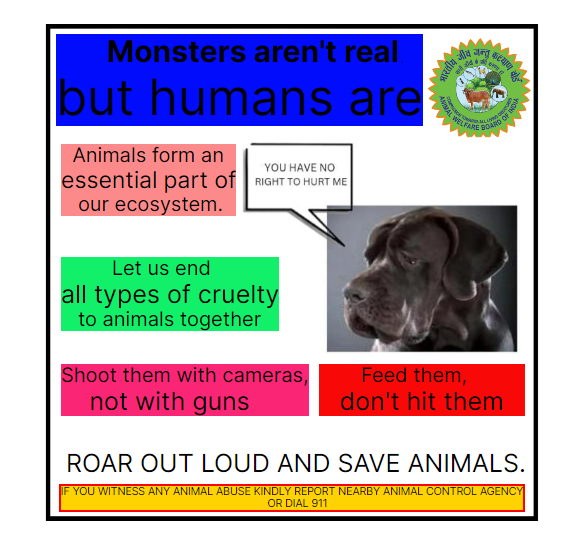 Monsters aren't real
but humans are
भारतीय जीव जन्तु कल्याण बोर्ड
ANIMAL WELFARE BOARD OF INDIA
Animals form an
essential part of
our ecosystem.
YOU HAVE NO
RIGHT TO HURT ME
Let us end
all types of cruelty
to animals together
Shoot them with cameras,
not with guns
Feed them,
don't hit them
ROAR OUT LOUD AND SAVE ANIMALS.
IF YOU WITNESS ANY ANIMAL ABUSE KINDLY REPORT NEARBY ANIMAL CONTROL AGENCY
OR DIAL 911